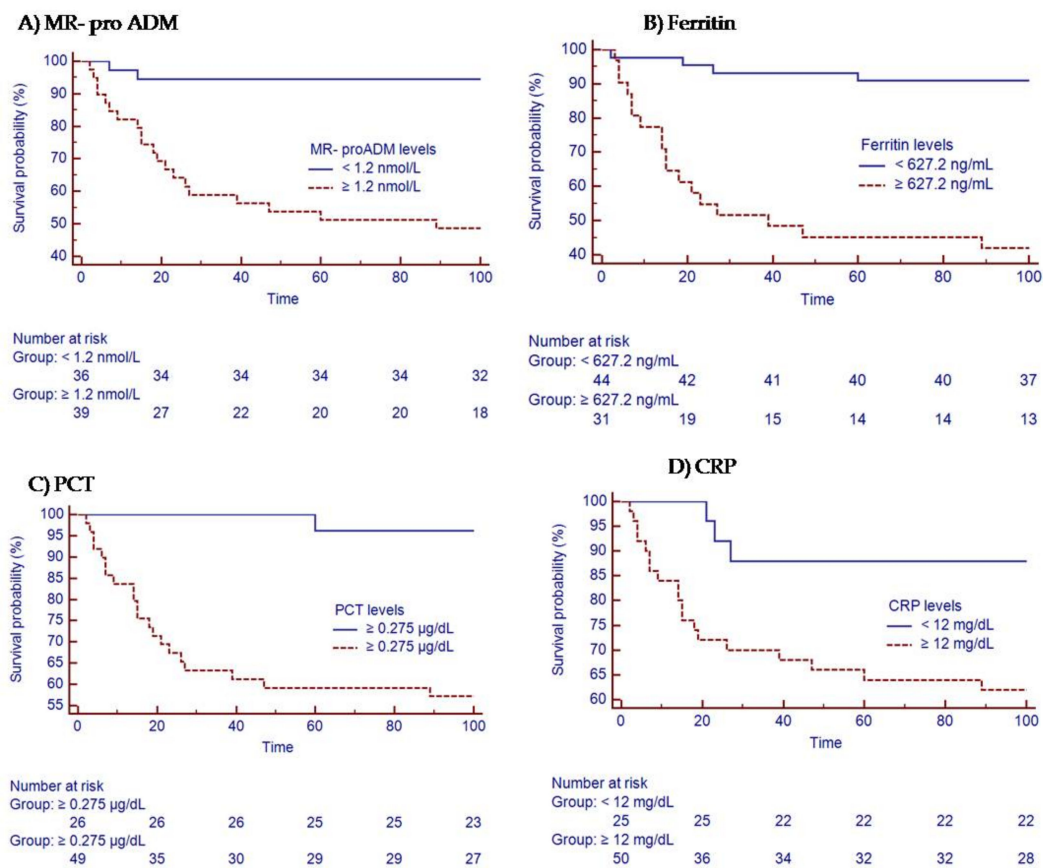 A) MR- pro ADM
Survival probability (%)
100
90
80
70
60
50
40
MR- proADM levels
< 1.2 nmol/L
≥ 1.2 nmol/L
0 20 40 60 80 100
Time
Number at risk
Group: < 1.2 nmol/L
36 34 34 34 34 32
Group: ≥ 1.2 nmol/L
39 27 22 20 20 18
B) Ferritin
Survival probability (%)
100
90
80
70
60
50
40
Ferritin levels
< 627.2 ng/mL
≥ 627.2 ng/mL
0 20 40 60 80 100
Time
Number at risk
Group: < 627.2 ng/mL
44 42 41 40 40 37
Group: ≥ 627.2 ng/mL
31 19 15 14 14 13
C) PCT
Survival probability (%)
100
95
90
85
80
75
70
65
60
55
PCT levels
≥ 0.275 µg/dL
≥ 0.275 µg/dL
0 20 40 60 80 100
Time
Number at risk
Group: ≥ 0.275 µg/dL
26 26 26 25 25 23
Group: ≥ 0.275 µg/dL
49 35 30 29 29 27
D) CRP
Survival probability (%)
100
95
90
85
80
75
70
65
60
CRP levels
< 12 mg/dL
≥ 12 mg/dL
0 20 40 60 80 100
Time
Number at risk
Group: < 12 mg/dL
25 25 22 22 22 22
Group: ≥ 12 mg/dL
50 36 34 32 32 28